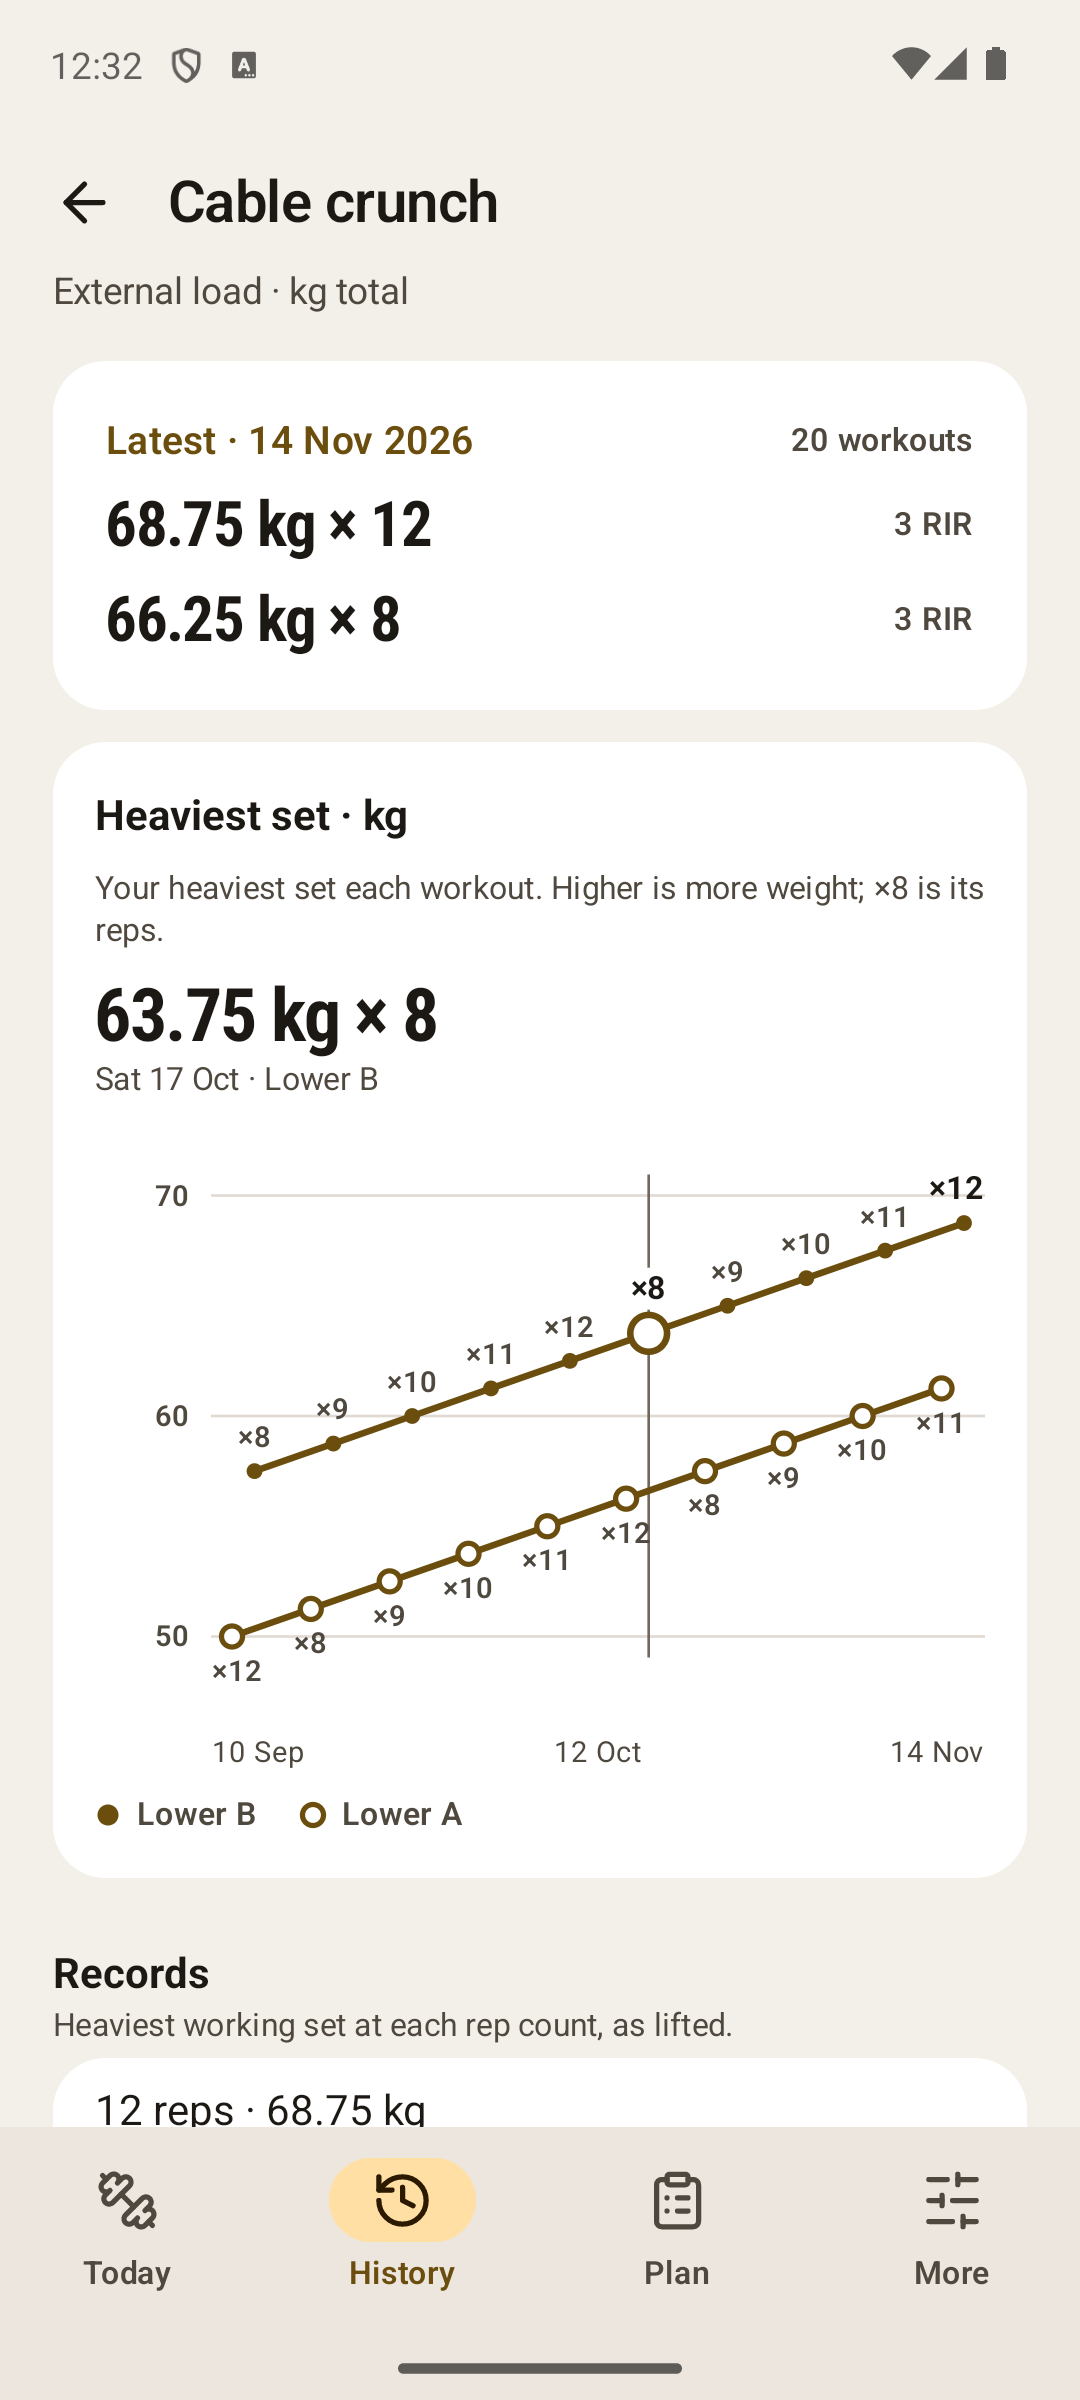 12:32
Cable crunch
External load · kg total
Latest · 14 Nov 2026
20 workouts
68.75 kg × 12
3 RIR
66.25 kg × 8
3 RIR
Heaviest set · kg
Your heaviest set each workout. Higher is more weight; ×8 is its
reps.
63.75 kg × 8
Sat 17 Oct · Lower B
70
×12
×11
×10
×9
×8
×12
×11
×10
×9
×8
60
×11
×10
×9
×8
×12
×11
×10
×9
×8
×12
50
10 Sep
12 Oct
14 Nov
Lower B
Lower A
Records
Heaviest working set at each rep count, as lifted.
12 reps · 68.75 kg
Today
History
Plan
More